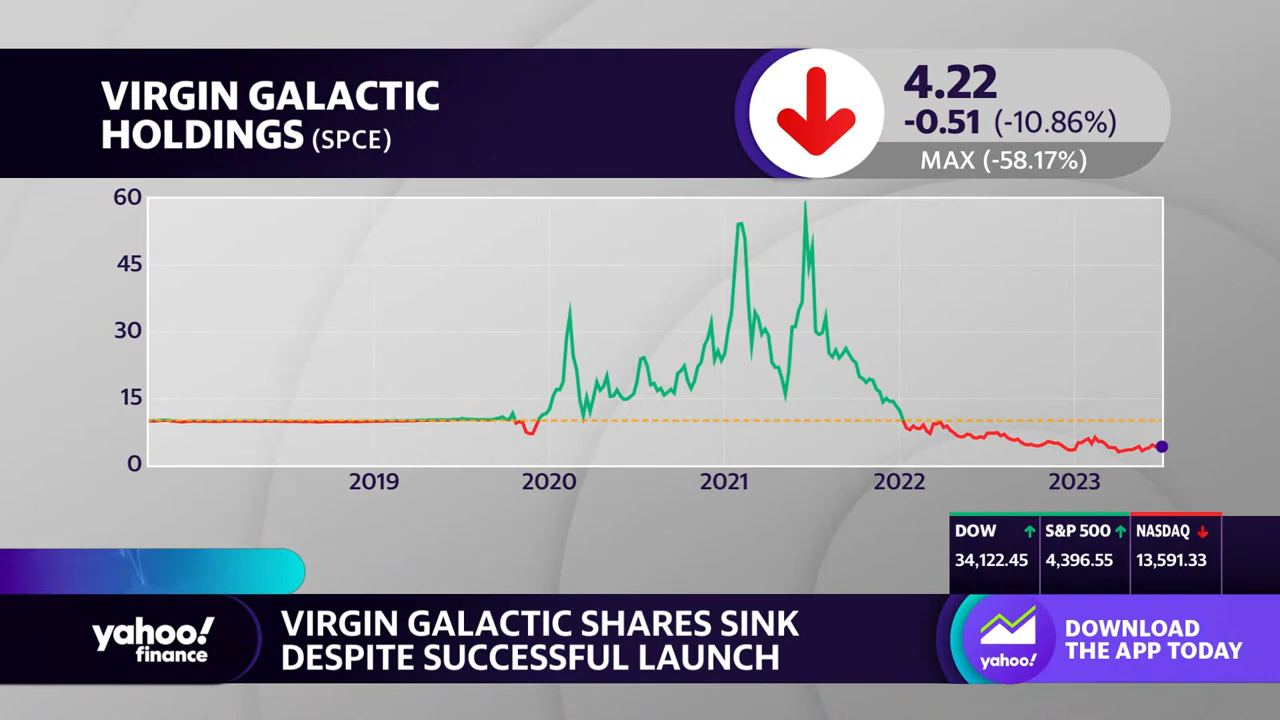 VIRGIN GALACTIC
HOLDINGS (SPCE)
4.22
-0.51 (-10.86%)
MAX (-58.17%)
60
45
30
15
0
2019 2020 2021 2022 2023
DOW S&P 500 NASDAQ
34,122.45 4,396.55 13,591.33
yahoo!
finance
VIRGIN GALACTIC SHARES SINK
DESPITE SUCCESSFUL LAUNCH
yahoo!
DOWNLOAD
THE APP TODAY